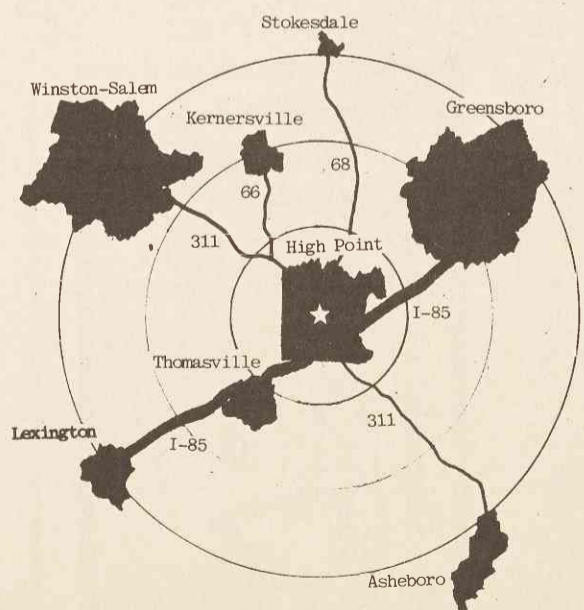 Stokesdale
Winston-Salem
Greensboro
Kernersville
66
68
311
High Point
I-85
Thomasville
311
Lexington
I-85
Asheboro